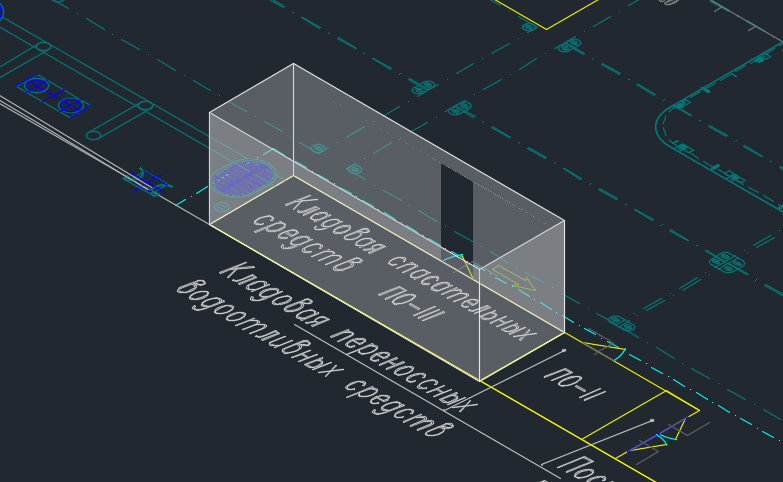 Кладовая спасательных
средств
ПО-III
Кладовая переносных
водоотливных средств
ПО-II
Пос